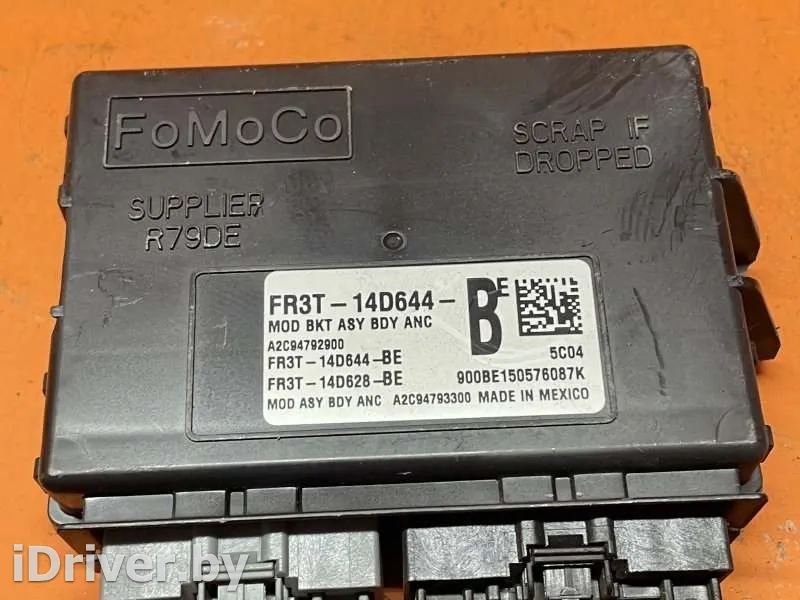 FoMoCo
SCRAP IF
DROPPED
SUPPLIER
R79DE
FR3T-14D644-
BE
MOD BKT ASY BDY ANC
A2C94792900
FR3T-14D644-BE
5C04
FR3T-14D628-BE
900BE150576087K
MOD ASY BDY ANC A2C94793300 MADE IN MEXICO
iDriver.by